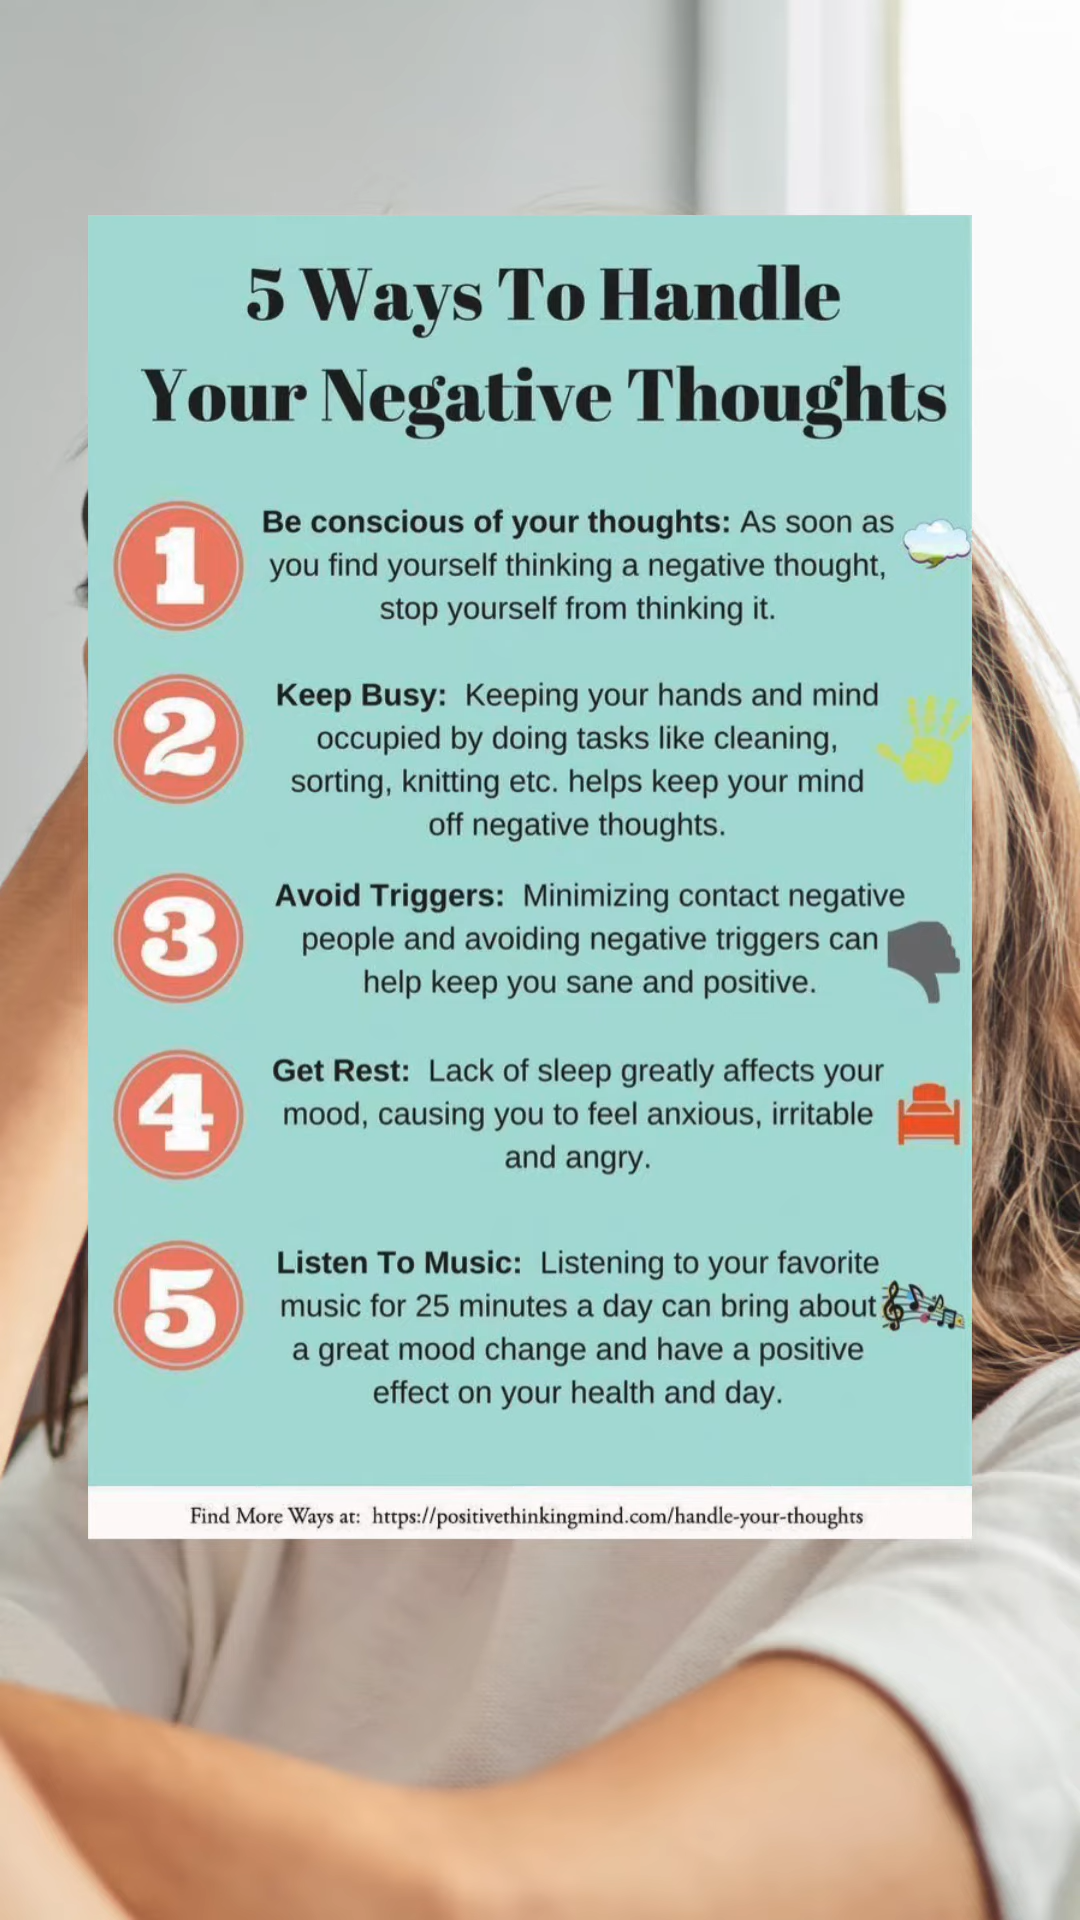 5 Ways To Handle
Your Negative Thoughts
1
Be conscious of your thoughts: As soon as
you find yourself thinking a negative thought,
stop yourself from thinking it.
2
Keep Busy: Keeping your hands and mind
occupied by doing tasks like cleaning,
sorting, knitting etc. helps keep your mind
off negative thoughts.
3
Avoid Triggers: Minimizing contact negative
people and avoiding negative triggers can
help keep you sane and positive.
4
Get Rest: Lack of sleep greatly affects your
mood, causing you to feel anxious, irritable
and angry.
5
Listen To Music: Listening to your favorite
music for 25 minutes a day can bring about
a great mood change and have a positive
effect on your health and day.
Find More Ways at: https://positivethinkingmind.com/handle-your-thoughts